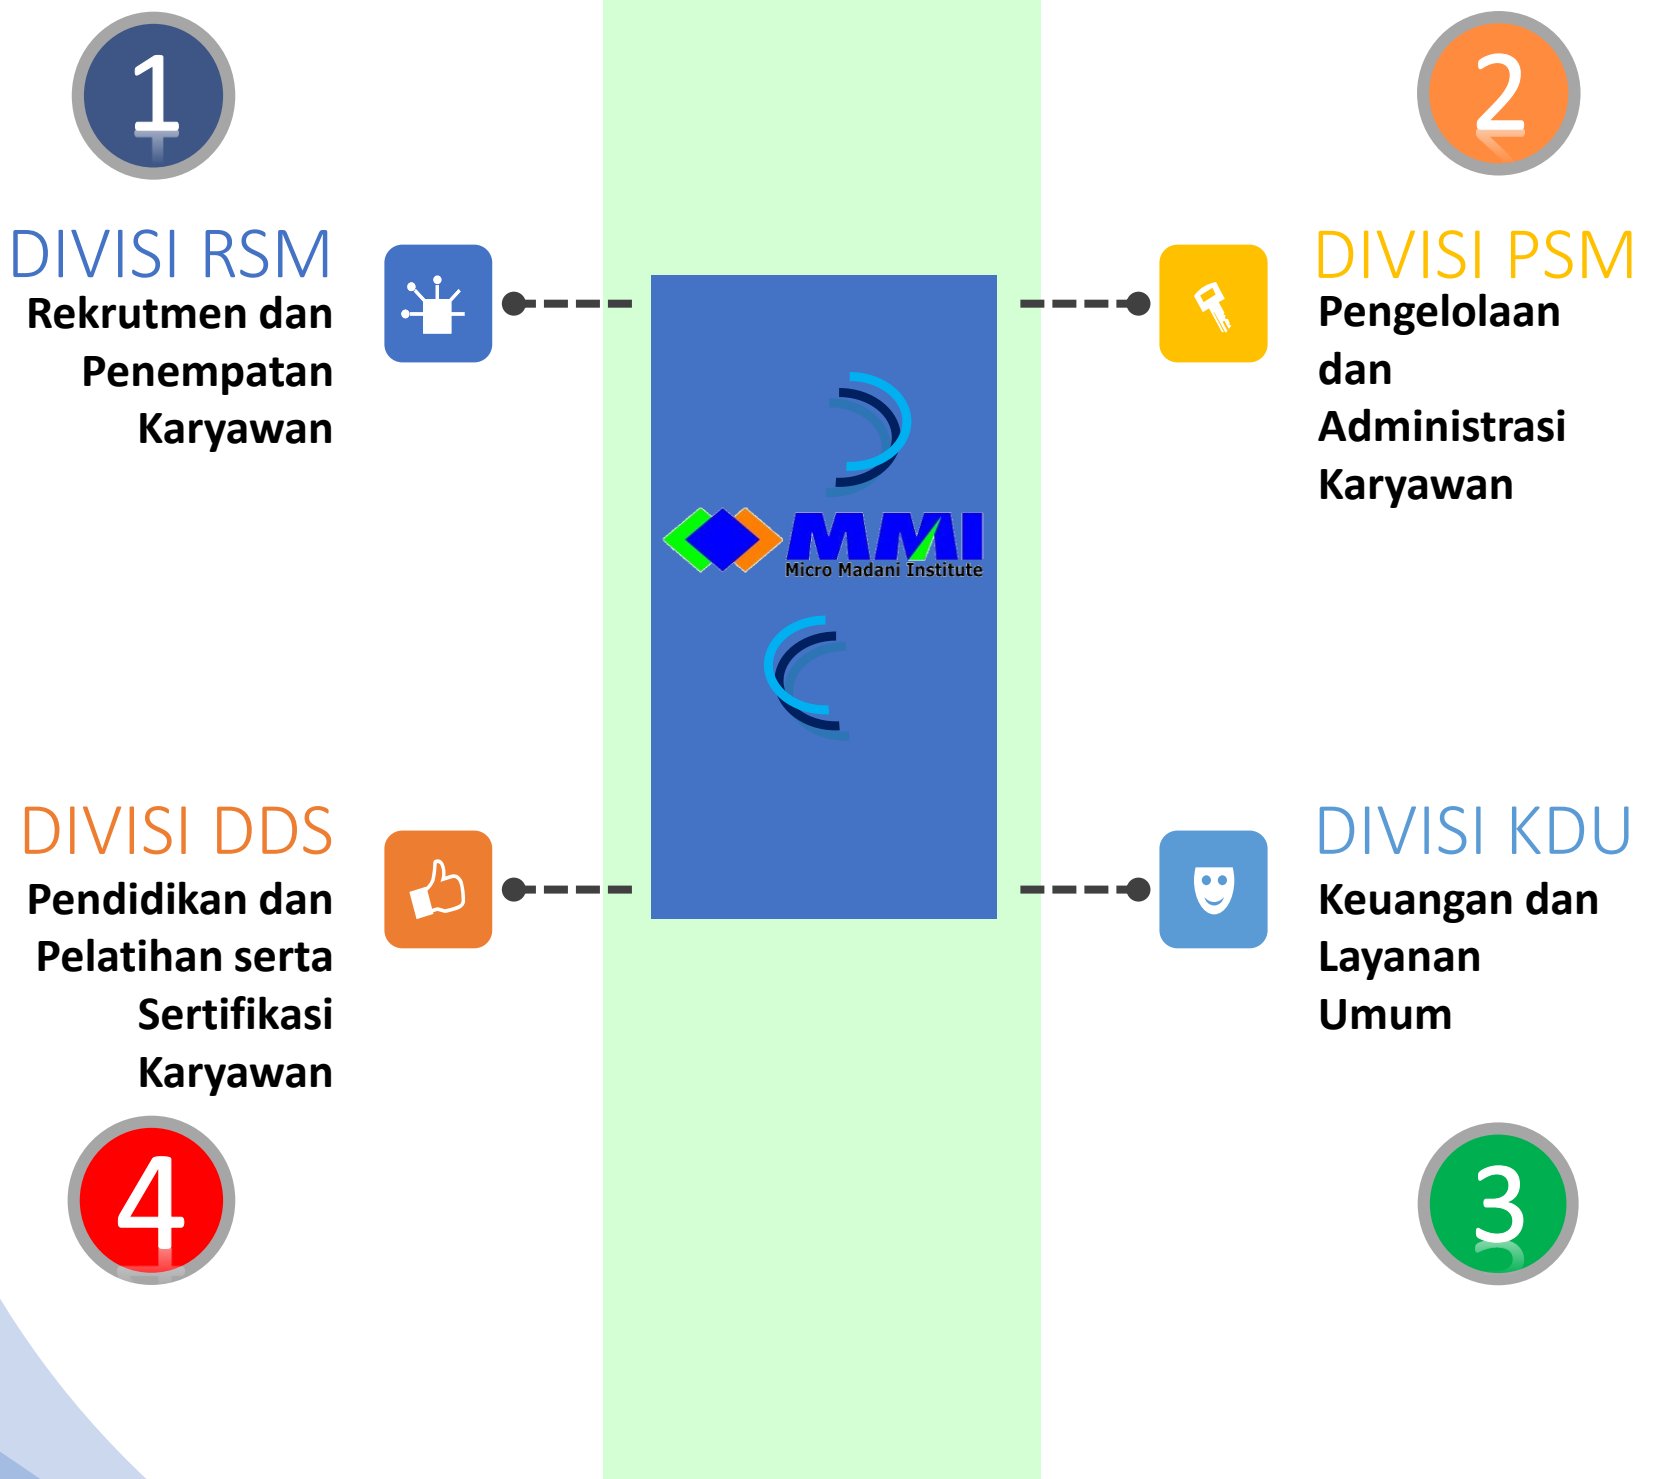 1
DIVISI RSM
Rekrutmen dan
Penempatan
Karyawan
2
DIVISI PSM
Pengelolaan
dan
Administrasi
Karyawan
MMI
Micro Madani Institute
DIVISI DDS
Pendidikan dan
Pelatihan serta
Sertifikasi
Karyawan
4
DIVISI KDU
Keuangan dan
Layanan
Umum
3